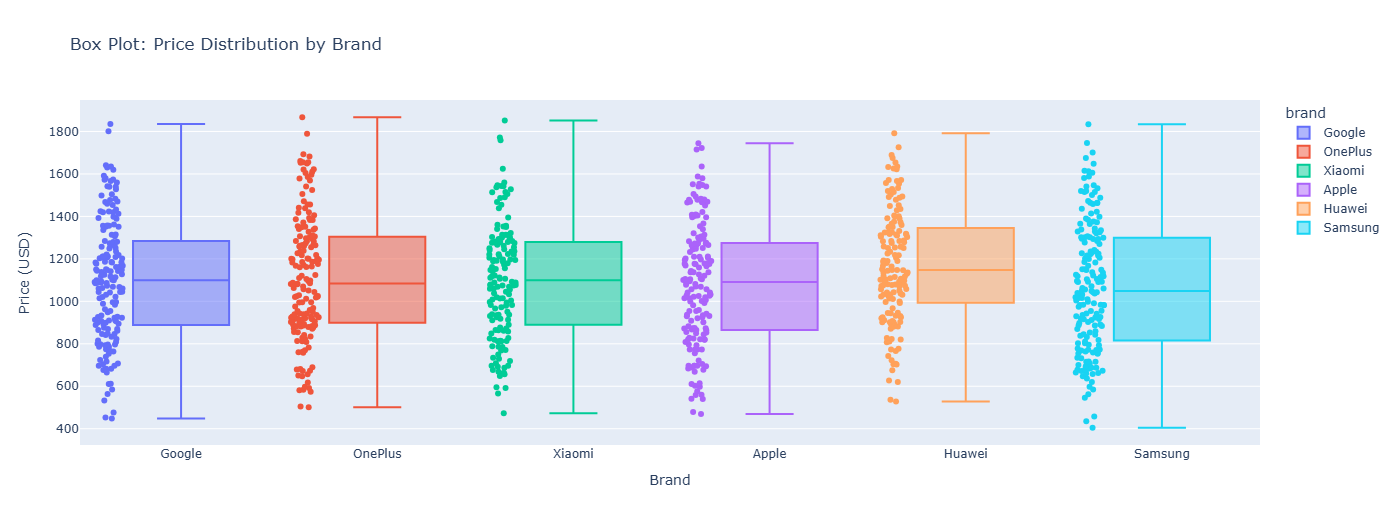 Box Plot: Price Distribution by Brand
brand
Google
OnePlus
Xiaomi
Apple
Huawei
Samsung
Price (USD)
1800
1600
1400
1200
1000
800
600
400
Google OnePlus Xiaomi Apple Huawei Samsung
Brand